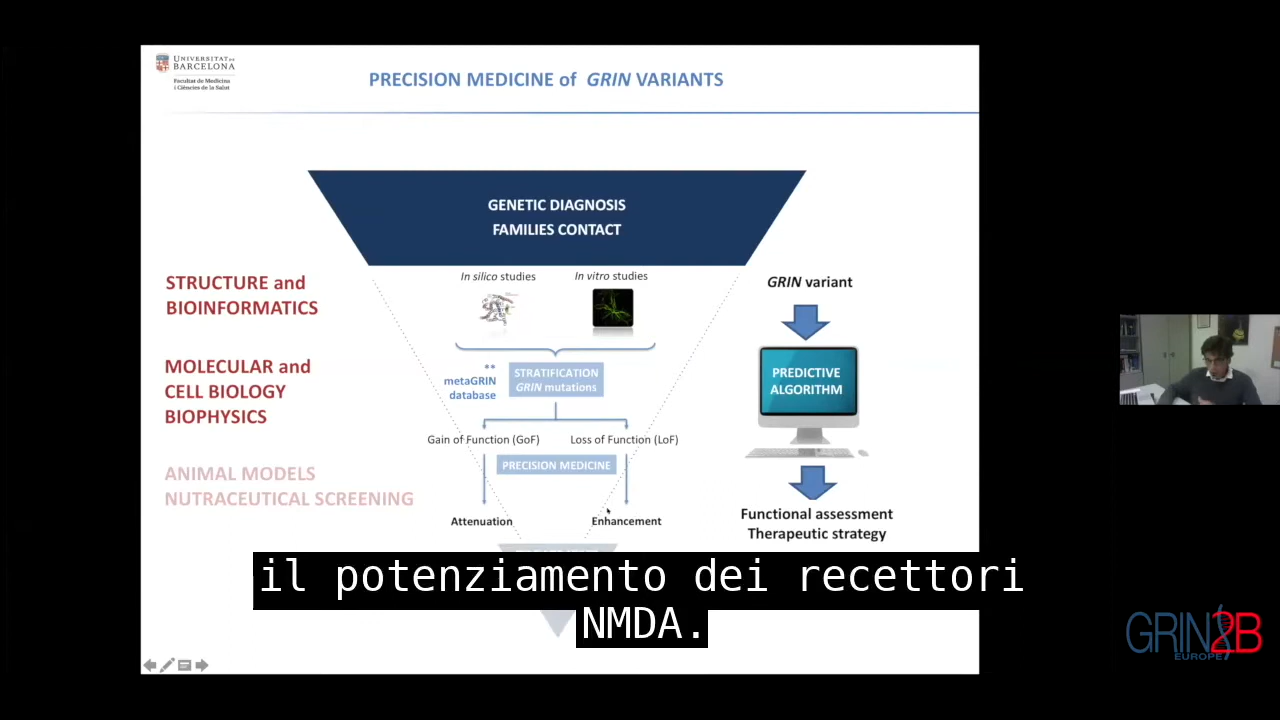 UNIVERSITAT DE
BARCELONA
Facultat de Medicina
i Ciències de la Salut
PRECISION MEDICINE of GRIN VARIANTS
GENETIC DIAGNOSIS
FAMILIES CONTACT
In silico studies
In vitro studies
STRUCTURE and
BIOINFORMATICS
MOLECULAR and
CELL BIOLOGY
BIOPHYSICS
ANIMAL MODELS
NUTRACEUTICAL SCREENING
**
metaGRIN
database
STRATIFICATION
GRIN mutations
Gain of Function (GoF)
Loss of Function (LoF)
PRECISION MEDICINE
Attenuation
Enhancement
GRIN variant
PREDICTIVE
ALGORITHM
Functional assessment
Therapeutic strategy
il potenziamento dei recettori
NMDA.
GRIN2B
EUROPE